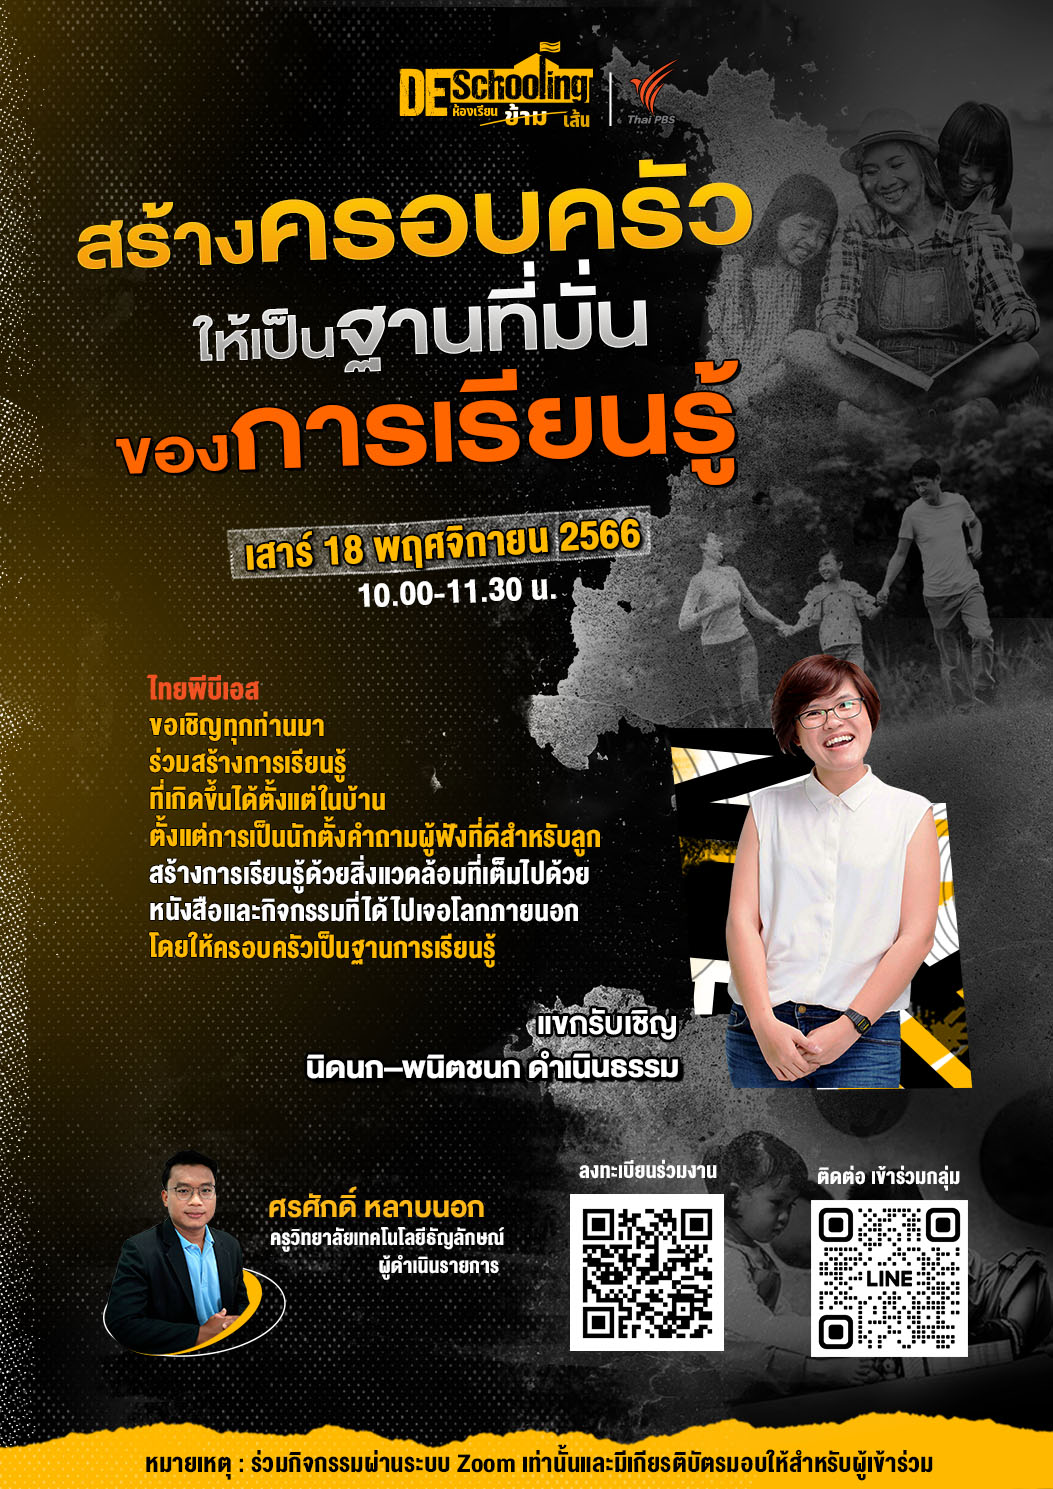 DESchooling
ห้องเรียน ข้าม เส้น
Thai PBS
สร้างครอบครัว
ให้เป็นฐานที่มั่น
ของการเรียนรู้
เสาร์ 18 พฤศจิกายน 2566
10.00-11.30 น.
ไทยพีบีเอส
ขอเชิญทุกท่านมา
ร่วมสร้างการเรียนรู้
ที่เกิดขึ้นได้ตั้งแต่ในบ้าน
ตั้งแต่การเป็นนักตั้งคำถามผู้ฟังที่ดีสำหรับลูก
สร้างการเรียนรู้ด้วยสิ่งแวดล้อมที่เต็มไปด้วย
หนังสือและกิจกรรมที่ได้ไปเจอโลกภายนอก
โดยให้ครอบครัวเป็นฐานการเรียนรู้
แขกรับเชิญ
นิดนก–พนิตชนก ดำเนินธรรม
ศรศักดิ์ หลาบนอก
ครูวิทยาลัยเทคโนโลยีธัญลักษณ์
ผู้ดำเนินรายการ
ลงทะเบียนร่วมงาน
ติดต่อ เข้าร่วมกลุ่ม
LINE
หมายเหตุ : ร่วมกิจกรรมผ่านระบบ Zoom เท่านั้นและมีเกียรติบัตรมอบให้สำหรับผู้เข้าร่วม